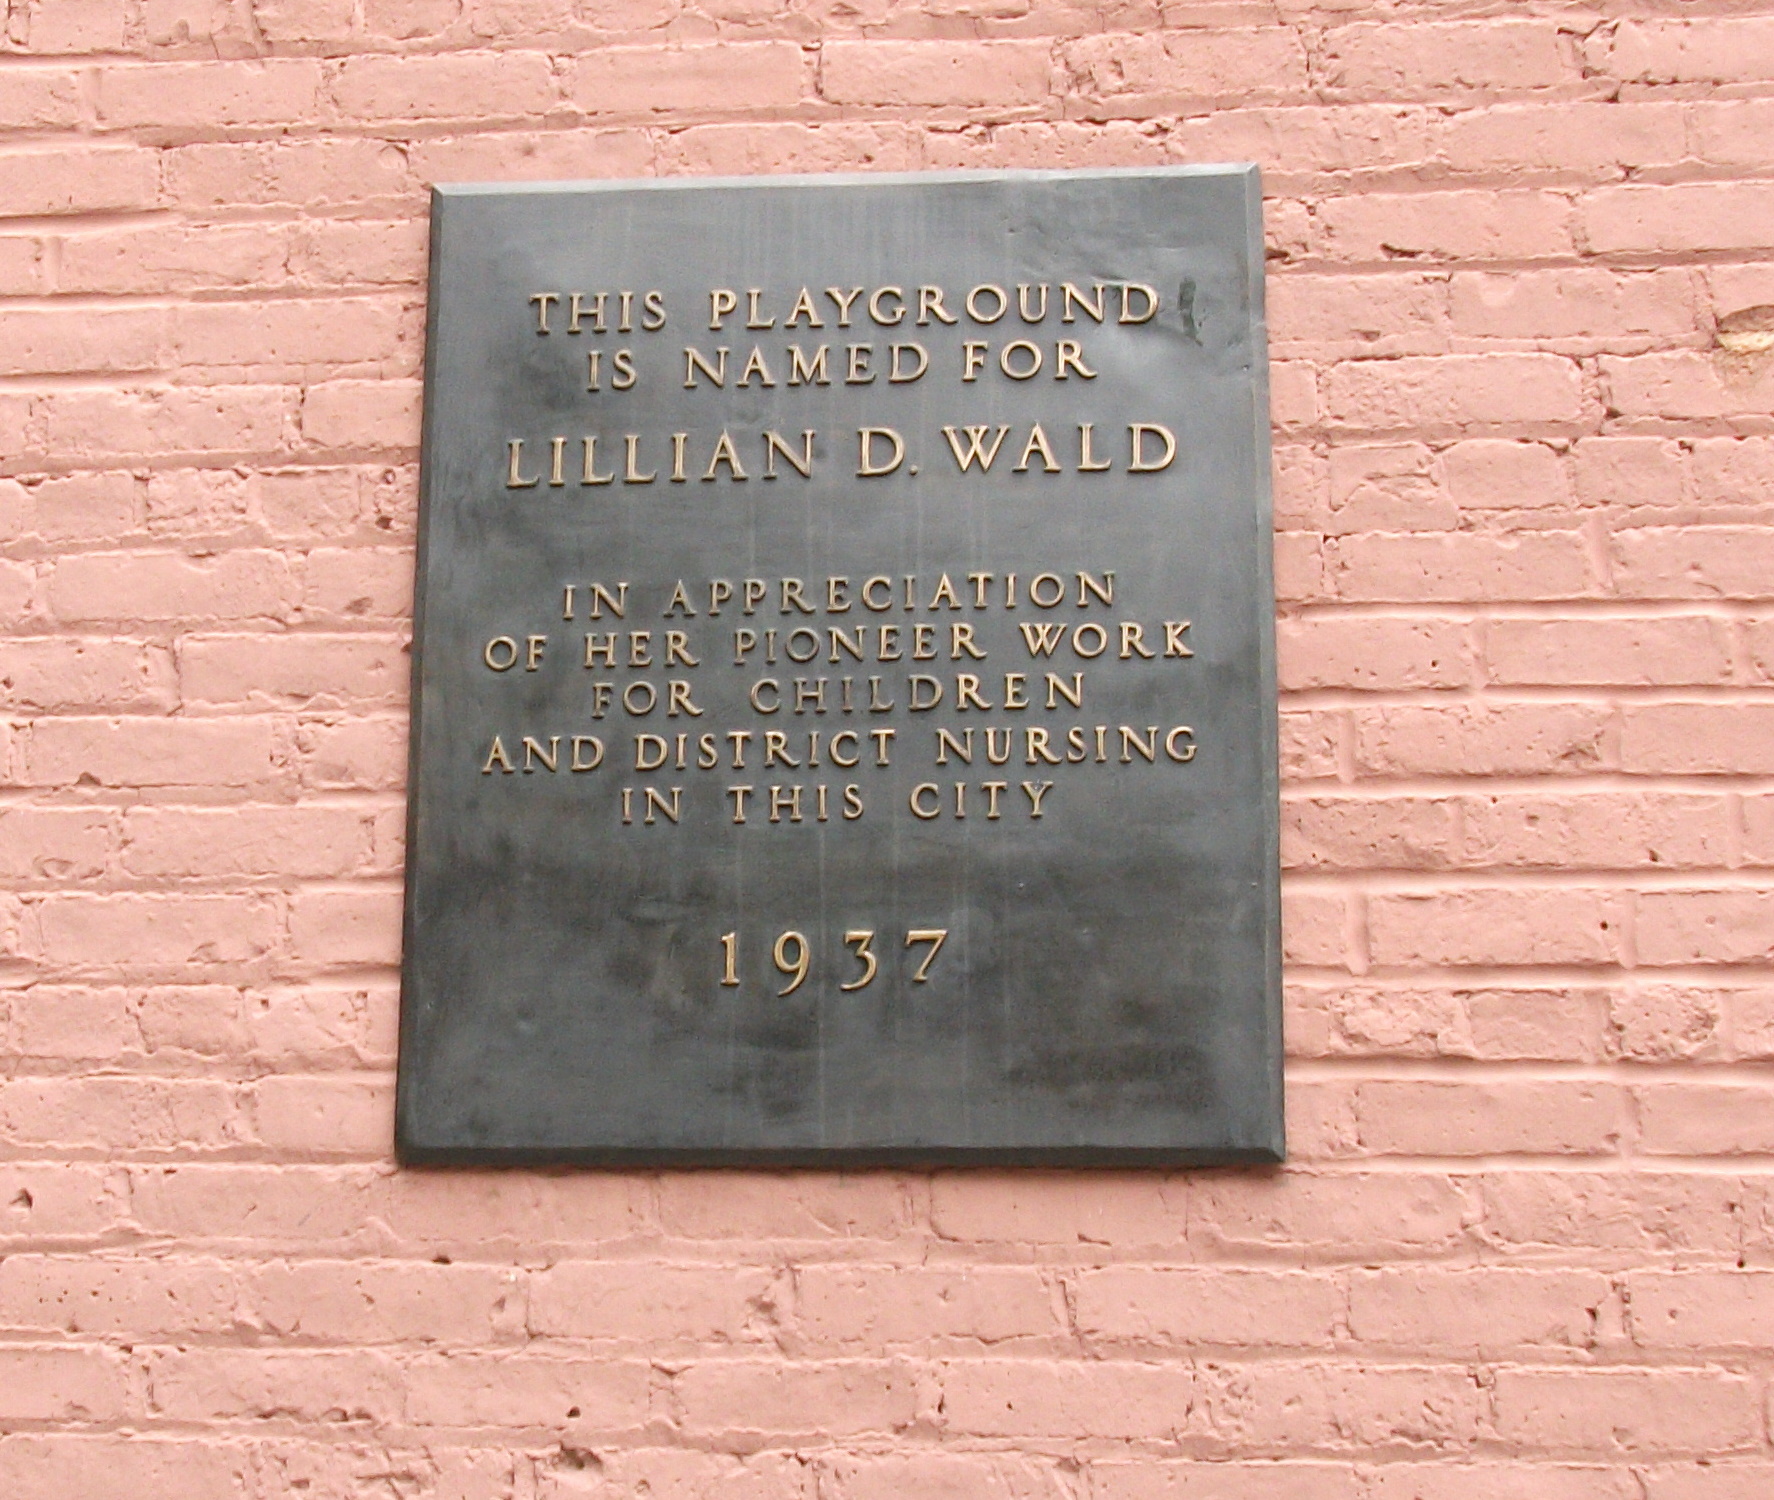 THIS PLAYGROUND
IS NAMED FOR
LILLIAN D. WALD
IN APPRECIATION
OF HER PIONEER WORK
FOR CHILDREN
AND DISTRICT NURSING
IN THIS CITY
1937